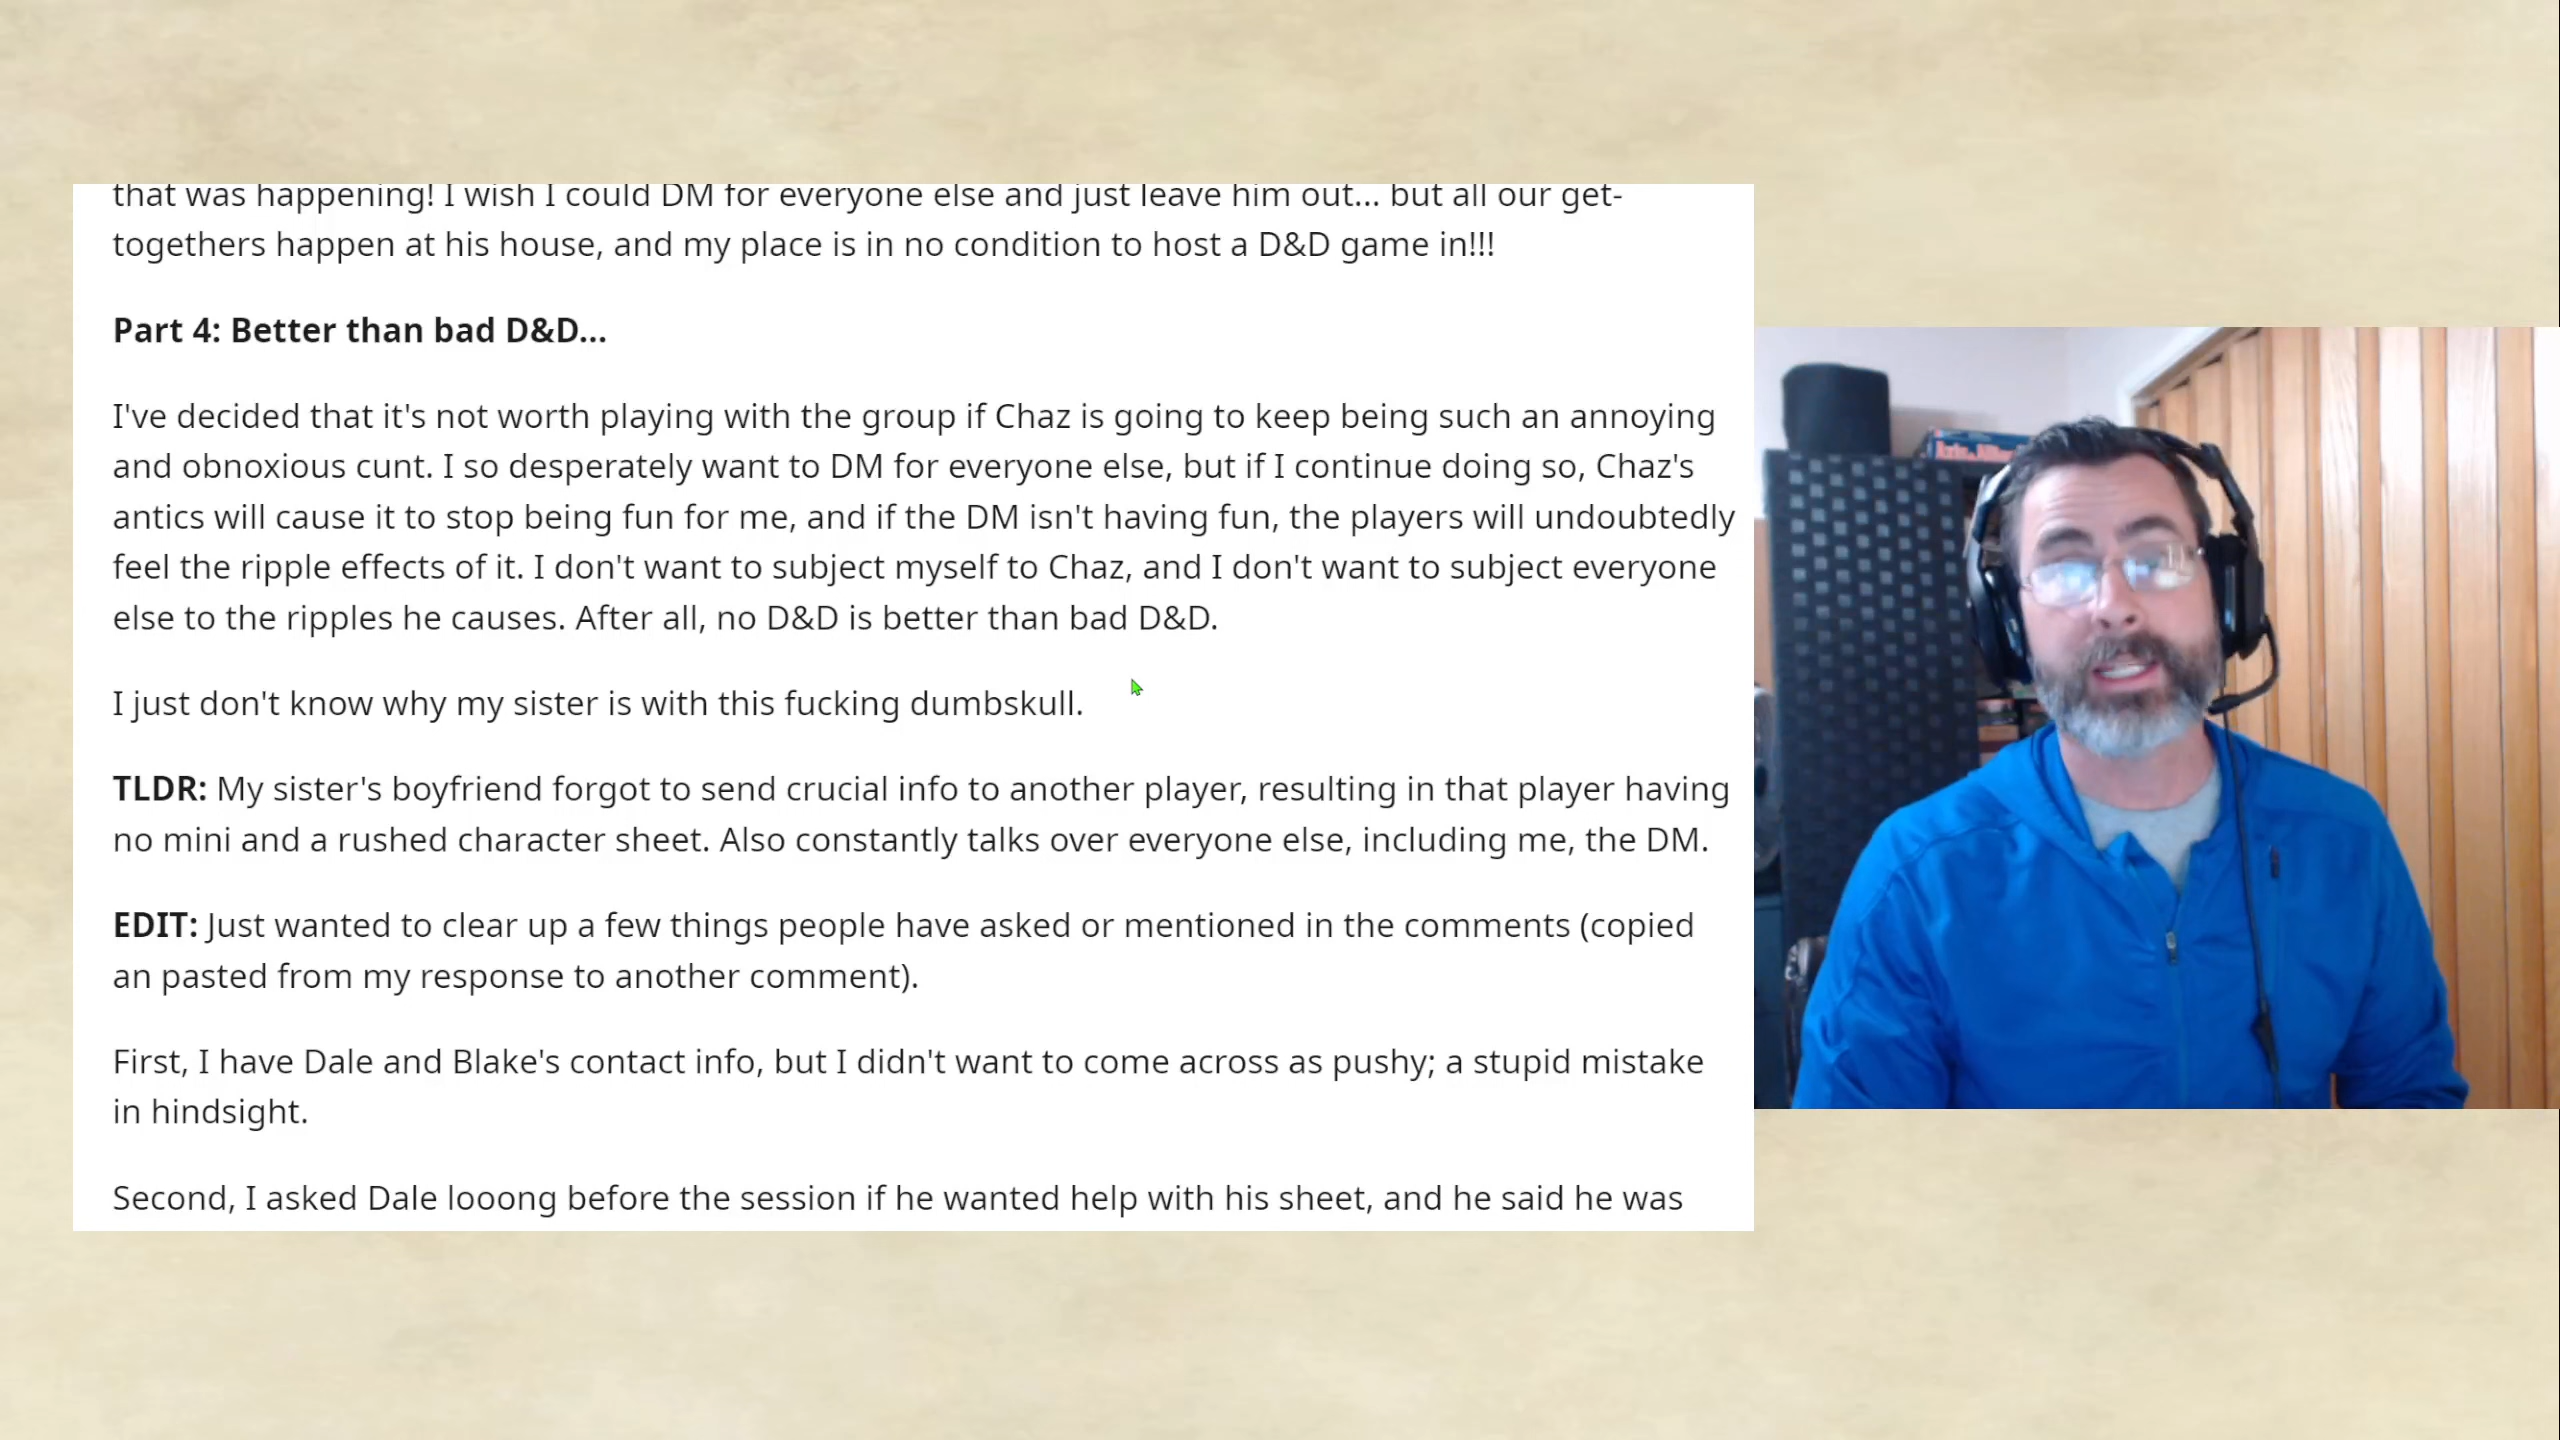 that was happening! I wish I could DM for everyone else and just leave him out... but all our get-
togethers happen at his house, and my place is in no condition to host a D&D game in!!!
Part 4: Better than bad D&D...
I've decided that it's not worth playing with the group if Chaz is going to keep being such an annoying
and obnoxious cunt. I so desperately want to DM for everyone else, but if I continue doing so, Chaz's
antics will cause it to stop being fun for me, and if the DM isn't having fun, the players will undoubtedly
feel the ripple effects of it. I don't want to subject myself to Chaz, and I don't want to subject everyone
else to the ripples he causes. After all, no D&D is better than bad D&D.
I just don't know why my sister is with this fucking dumbskull.
TLDR: My sister's boyfriend forgot to send crucial info to another player, resulting in that player having
no mini and a rushed character sheet. Also constantly talks over everyone else, including me, the DM.
EDIT: Just wanted to clear up a few things people have asked or mentioned in the comments (copied
an pasted from my response to another comment).
First, I have Dale and Blake's contact info, but I didn't want to come across as pushy; a stupid mistake
in hindsight.
Second, I asked Dale looong before the session if he wanted help with his sheet, and he said he was